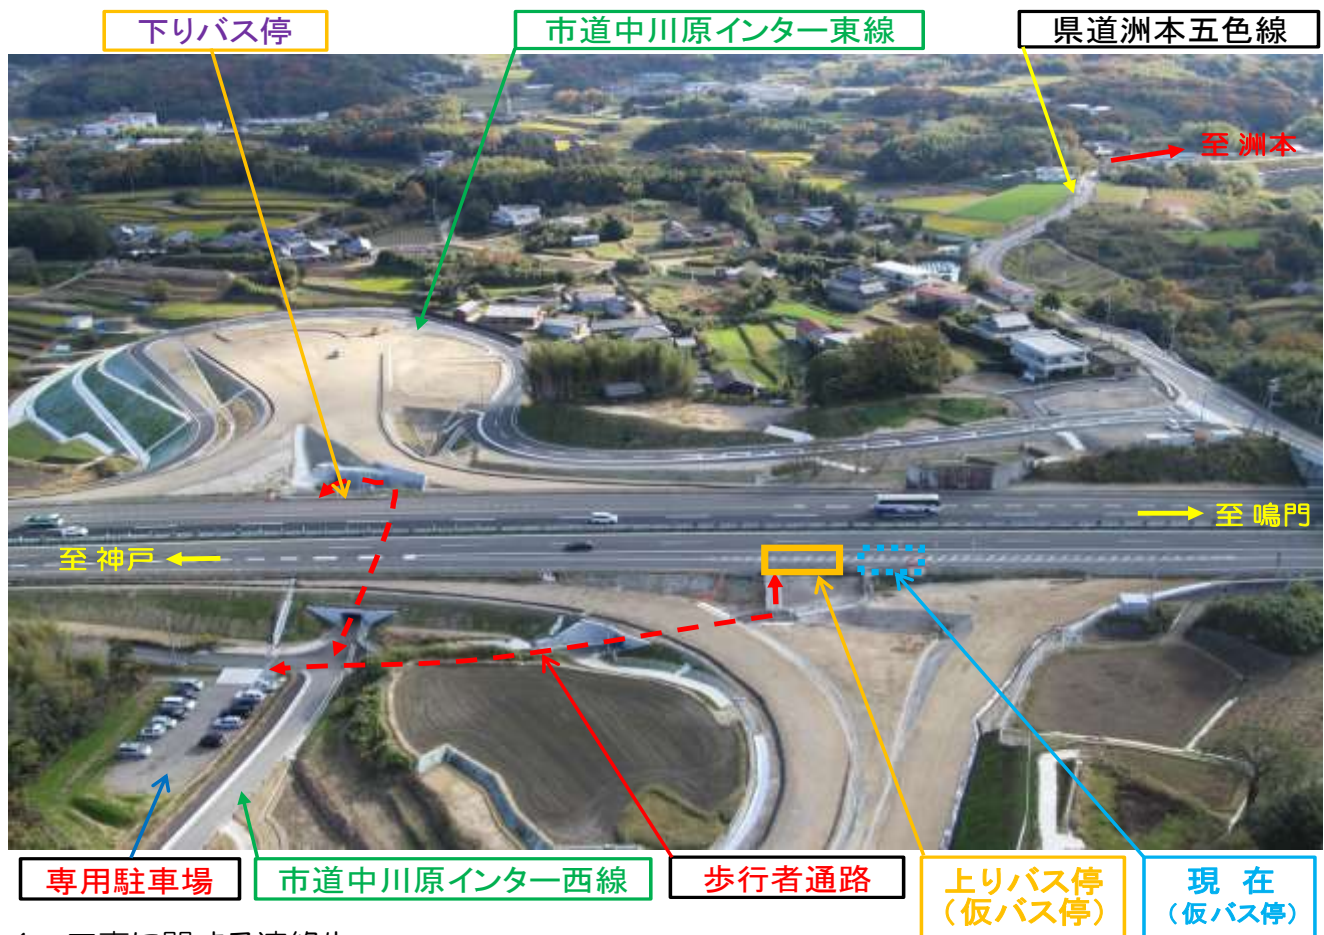 下りバス停
市道中川原インター東線
県道洲本五色線
至 洲本
至 鳴門
至 神戸
専用駐車場
市道中川原インター西線
歩行者通路
上りバス停
（仮バス停）
現 在
（仮バス停）